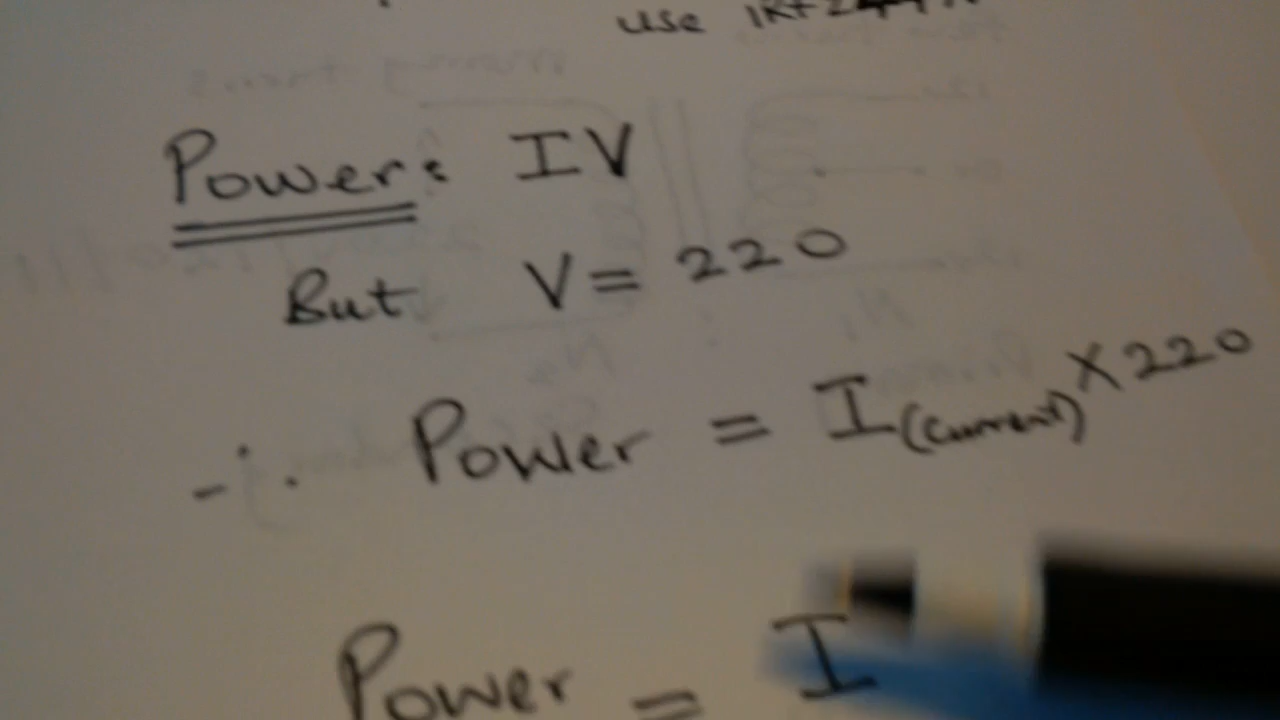 use
Power: IV
But V = 220
∴ Power = I (current) X 220
Power = I